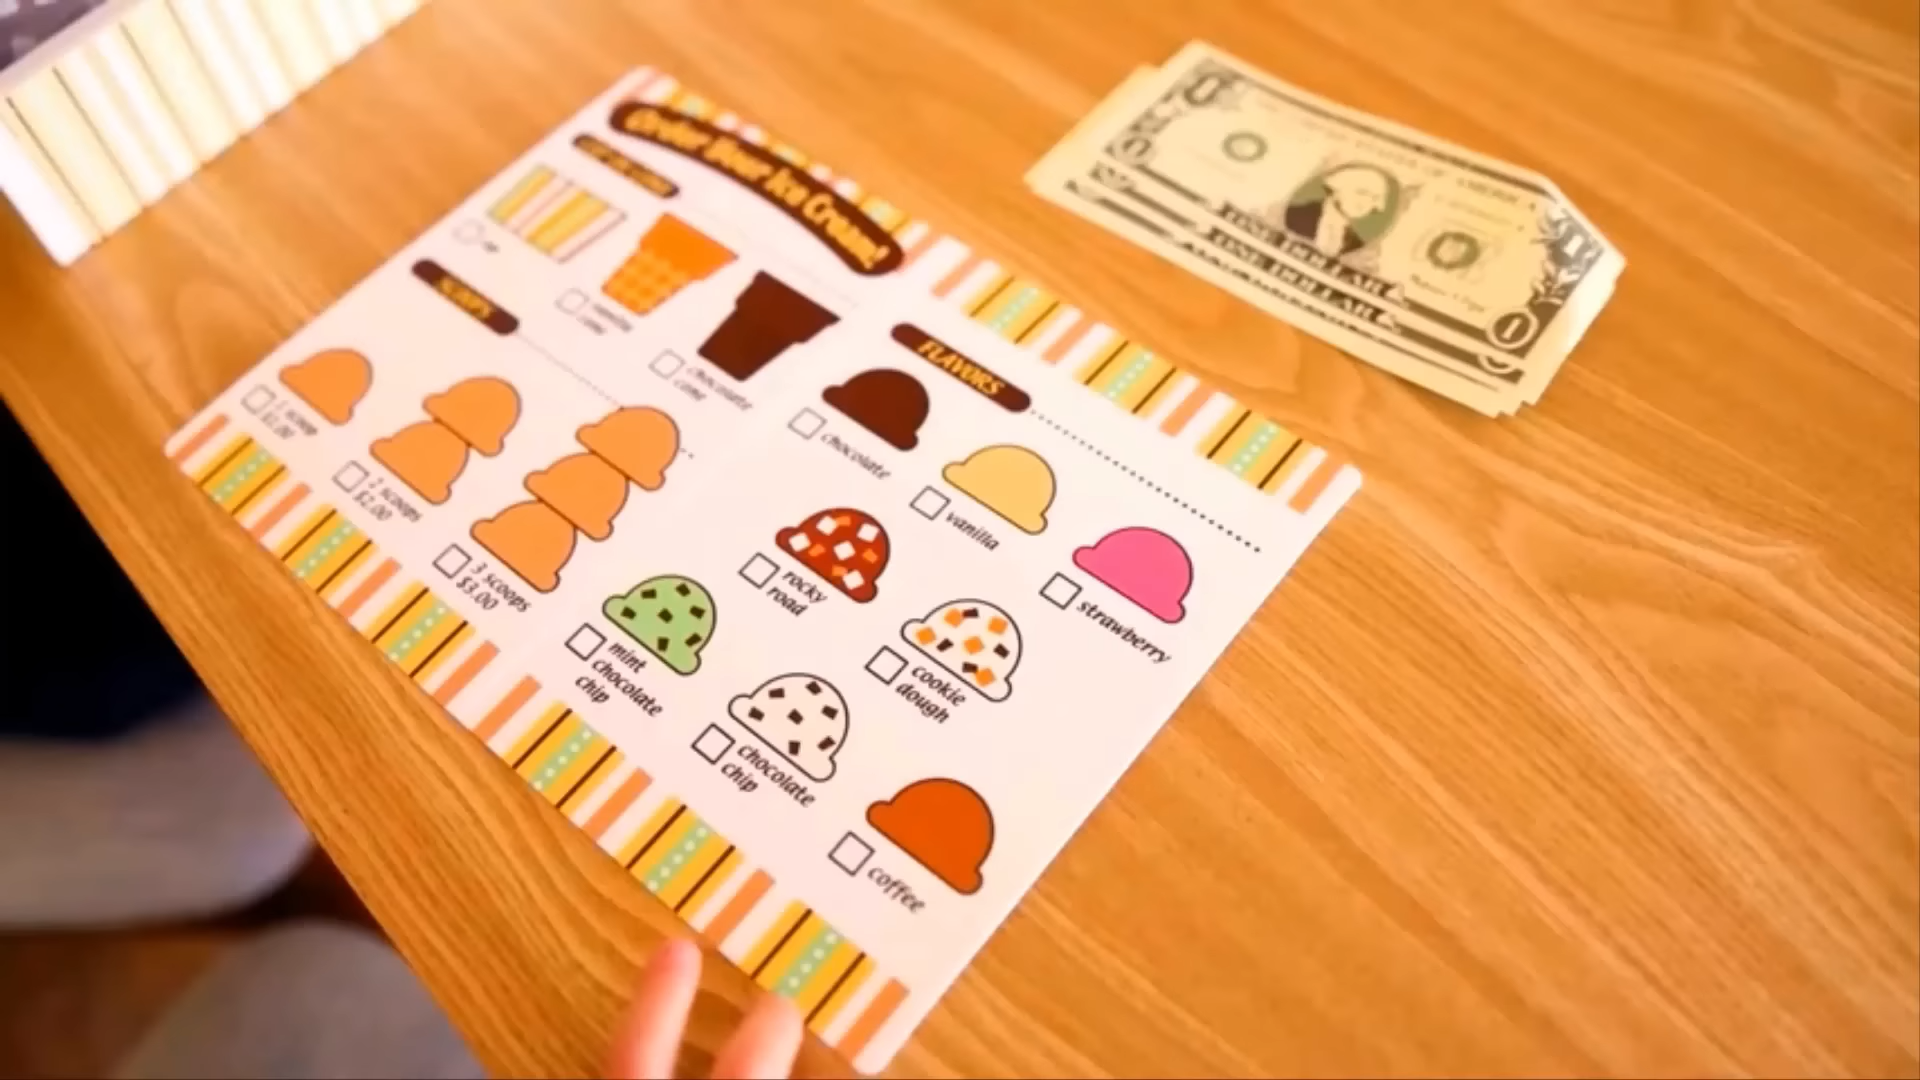 Order Your Ice Cream!
vanilla
cone
chocolate
cone
SCOOPS
1 scoop
$1.00
2 scoops
$2.00
3 scoops
$3.00
FLAVORS
chocolate
vanilla
strawberry
rocky
road
cookie
dough
mint
chocolate
chip
chocolate
chip
coffee
ONE DOLLAR
ONE DOLLAR
1